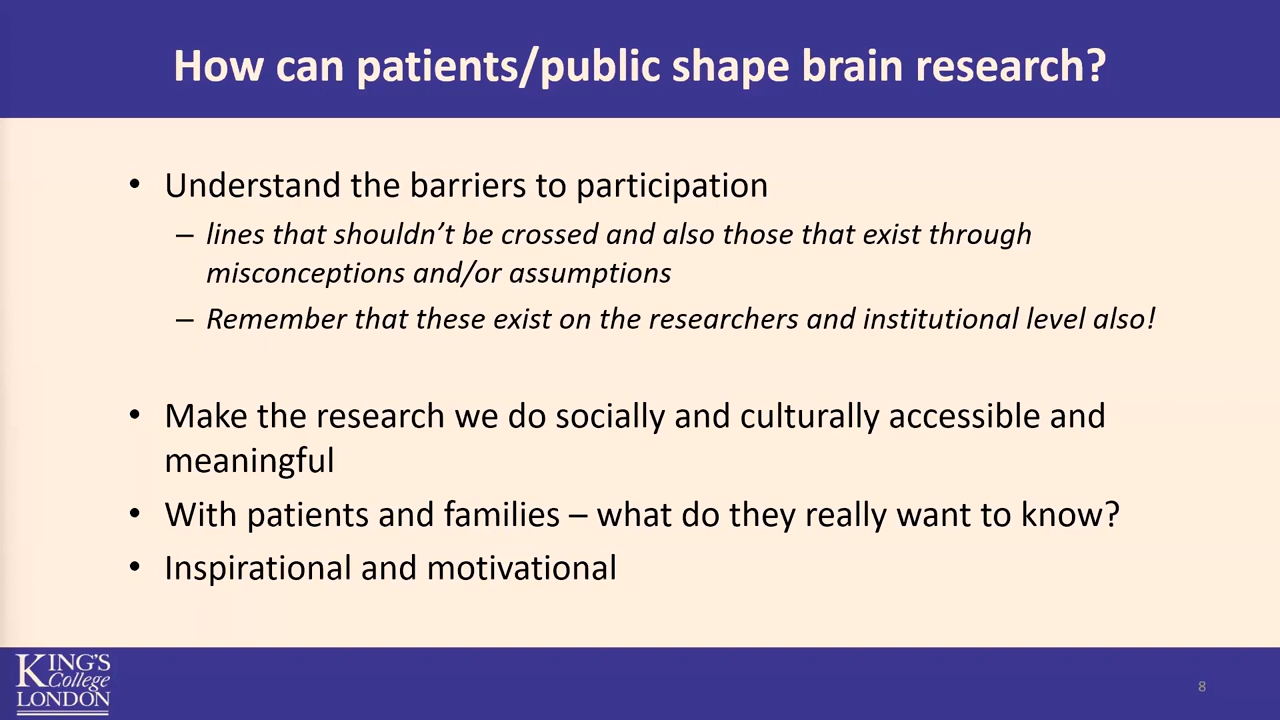 How can patients/public shape brain research?
• Understand the barriers to participation
– lines that shouldn’t be crossed and also those that exist through
misconceptions and/or assumptions
– Remember that these exist on the researchers and institutional level also!
• Make the research we do socially and culturally accessible and
meaningful
• With patients and families – what do they really want to know?
• Inspirational and motivational
KING'S
College
LONDON
8